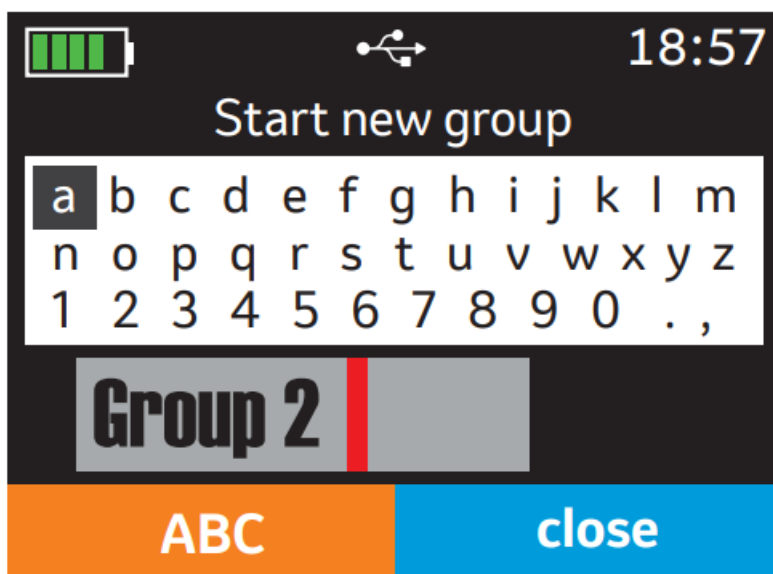 18:57
Start new group
a b c d e f g h i j k l m
n o p q r s t u v w x y z
1 2 3 4 5 6 7 8 9 0 . ,
Group 2
ABC close